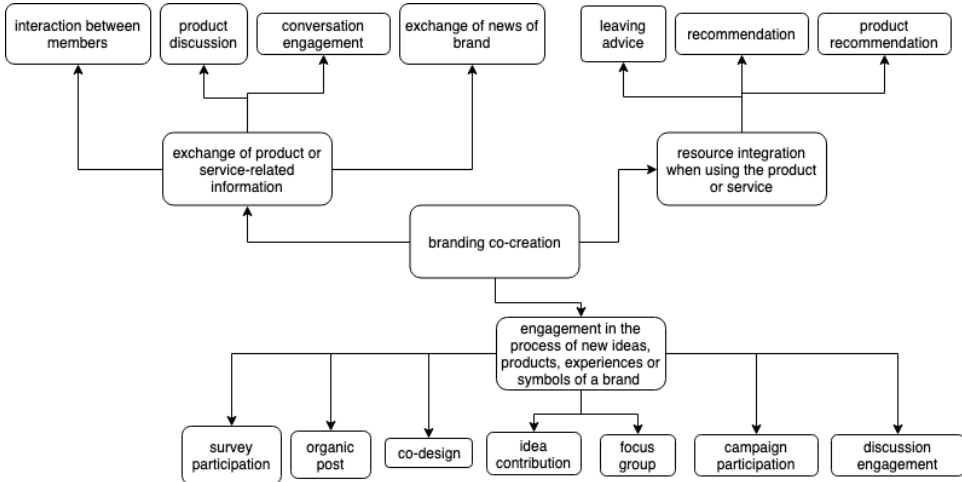 interaction between
members
product
discussion
conversation
engagement
exchange of news of
brand
leaving
advice
recommendation
product
recommendation
exchange of product or
service-related
information
resource integration
when using the product
or service
branding co-creation
engagement in the
process of new ideas,
products, experiences or
symbols of a brand
survey
participation
organic
post
co-design
idea
contribution
focus
group
campaign
participation
discussion
engagement